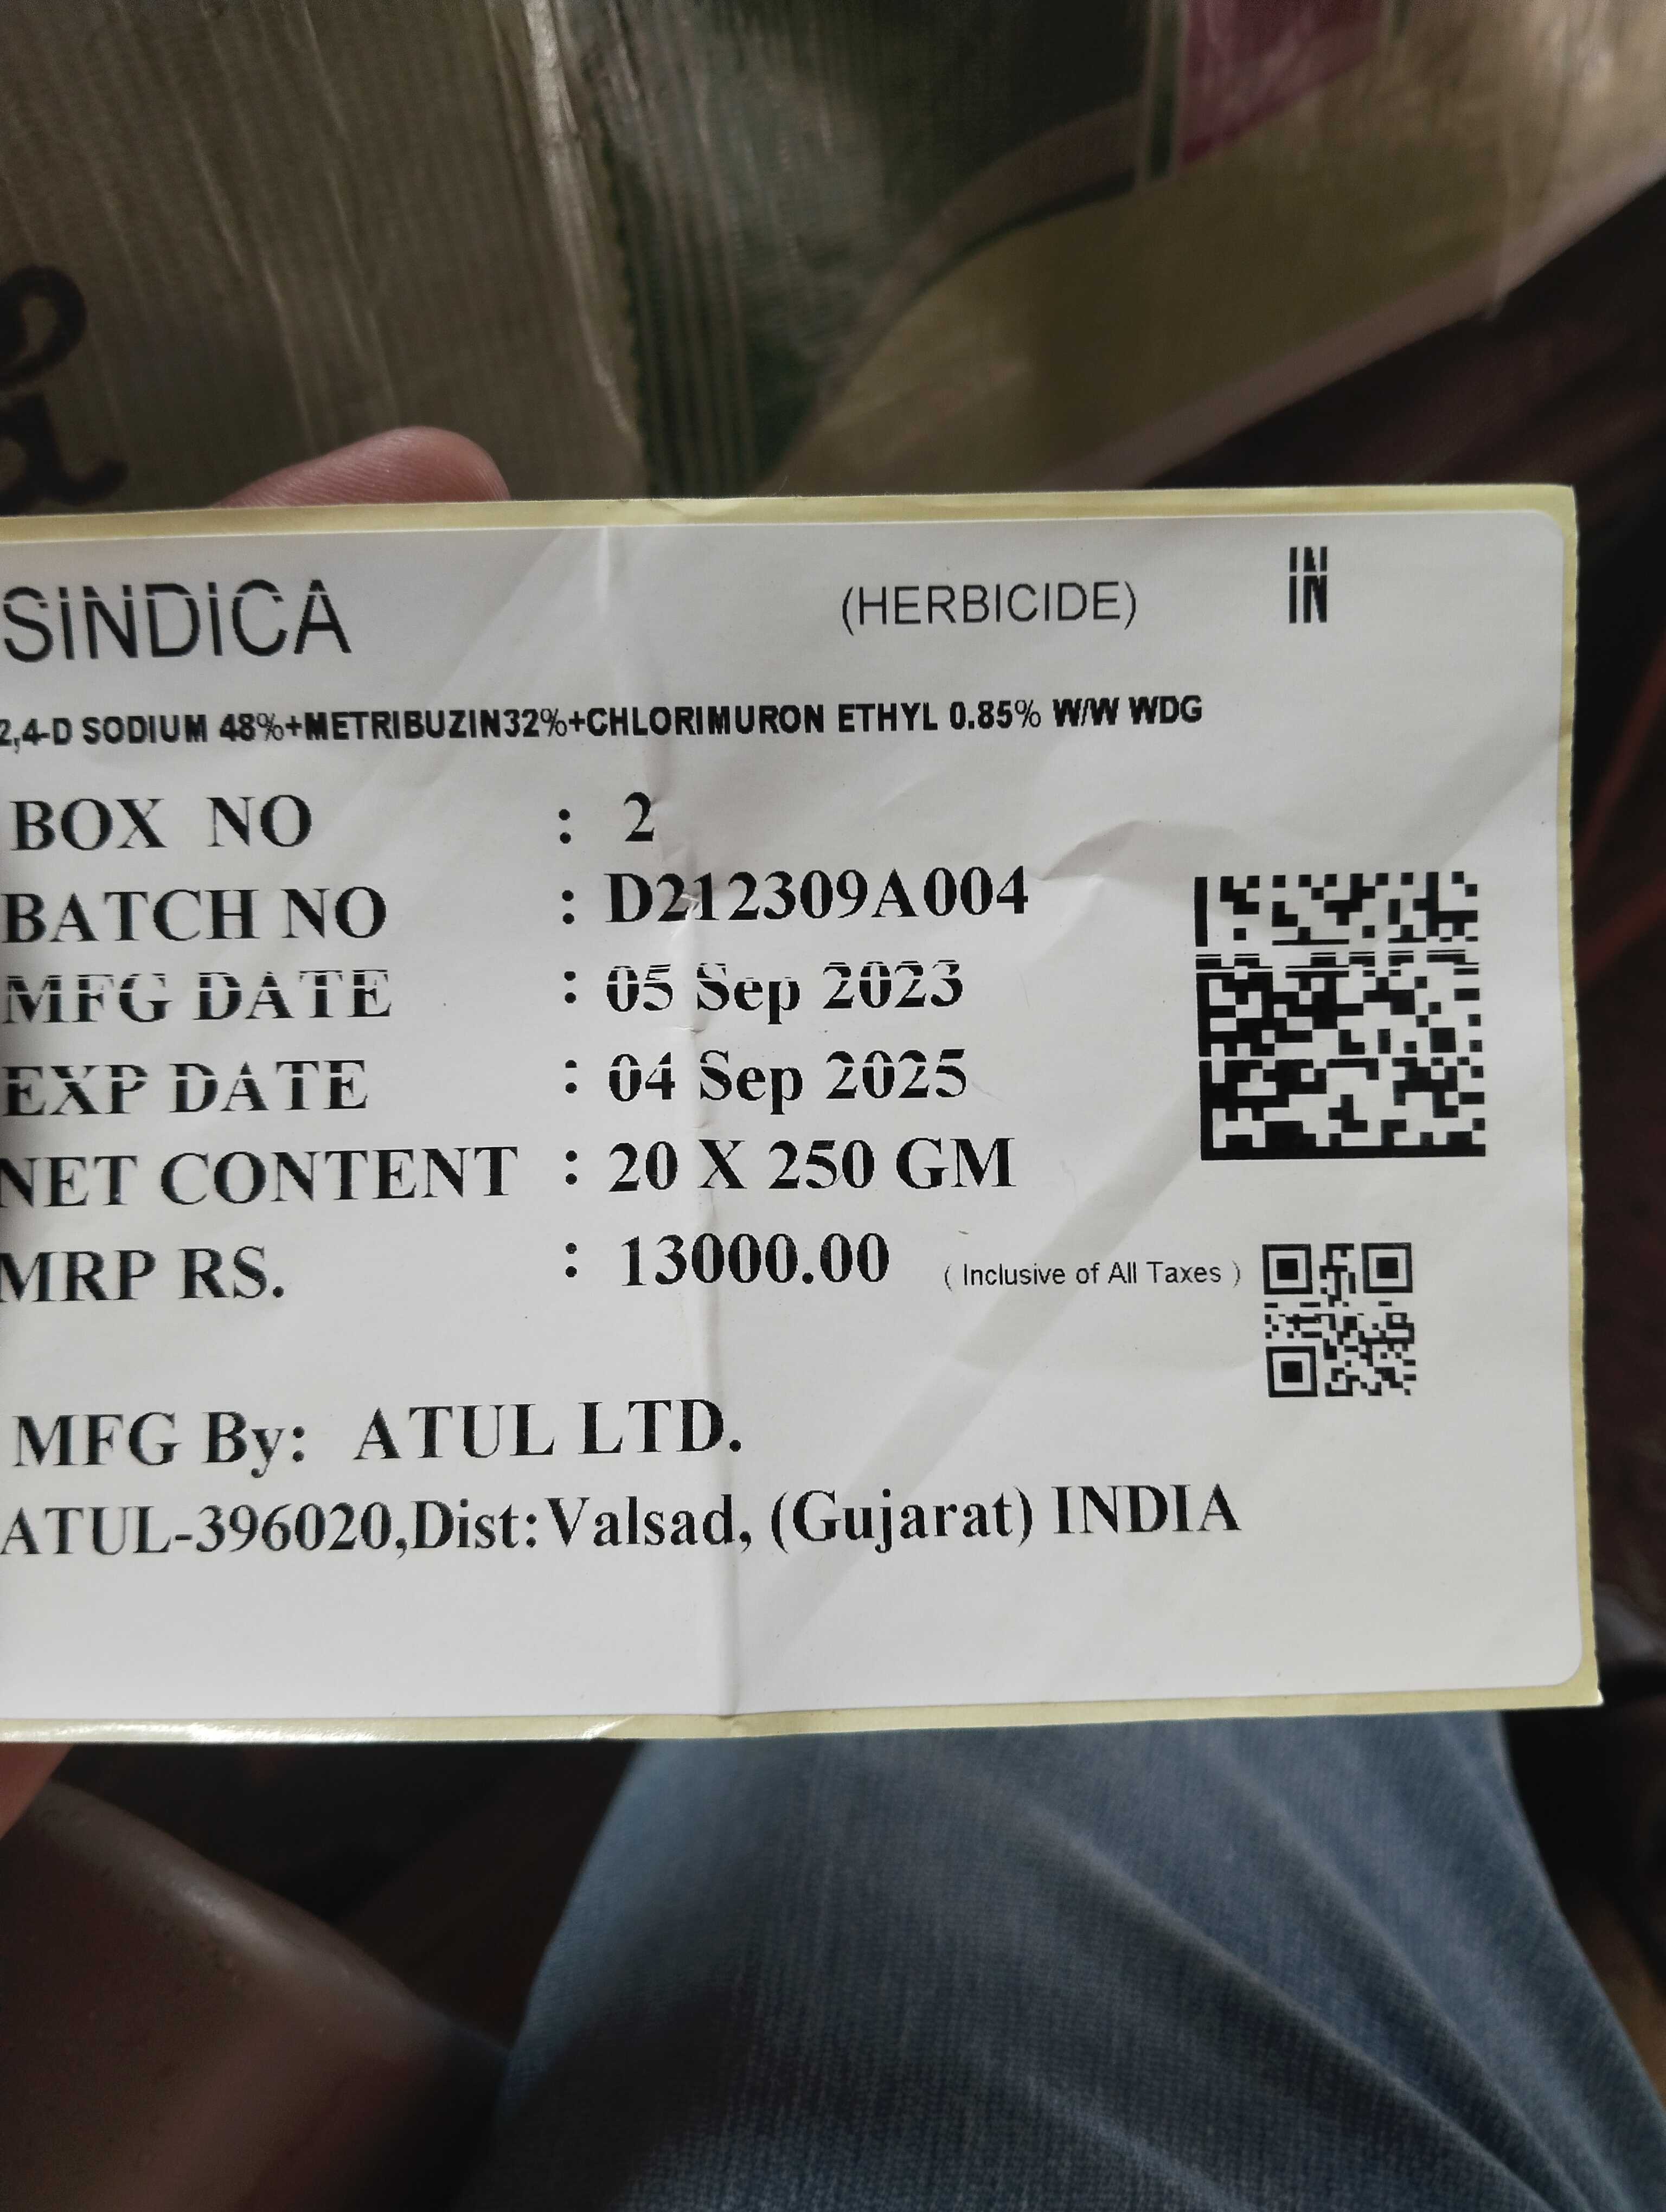 SINDICA (HERBICIDE) IN
2,4-D SODIUM 48%+METRIBUZIN32%+CHLORIMURON ETHYL 0.85% W/W WDG
BOX NO : 2
BATCH NO : D212309A004
MFG DATE : 05 Sep 2023
EXP DATE : 04 Sep 2025
NET CONTENT : 20 X 250 GM
MRP RS. : 13000.00 ( Inclusive of All Taxes )
MFG By: ATUL LTD.
ATUL-396020,Dist:Valsad, (Gujarat) INDIA